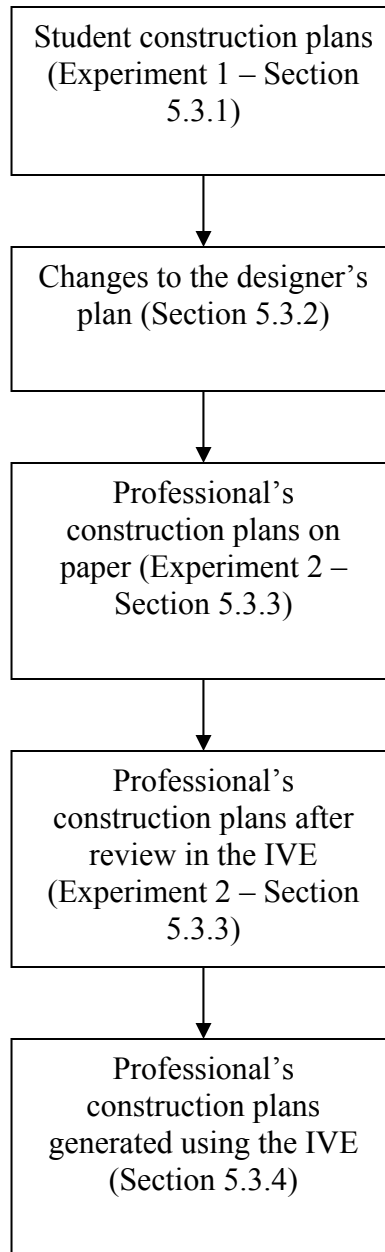 Student construction plans
(Experiment 1 – Section
5.3.1)
Changes to the designer’s
plan (Section 5.3.2)
Professional’s
construction plans on
paper (Experiment 2 –
Section 5.3.3)
Professional’s
construction plans after
review in the IVE
(Experiment 2 – Section
5.3.3)
Professional’s
construction plans
generated using the IVE
(Section 5.3.4)